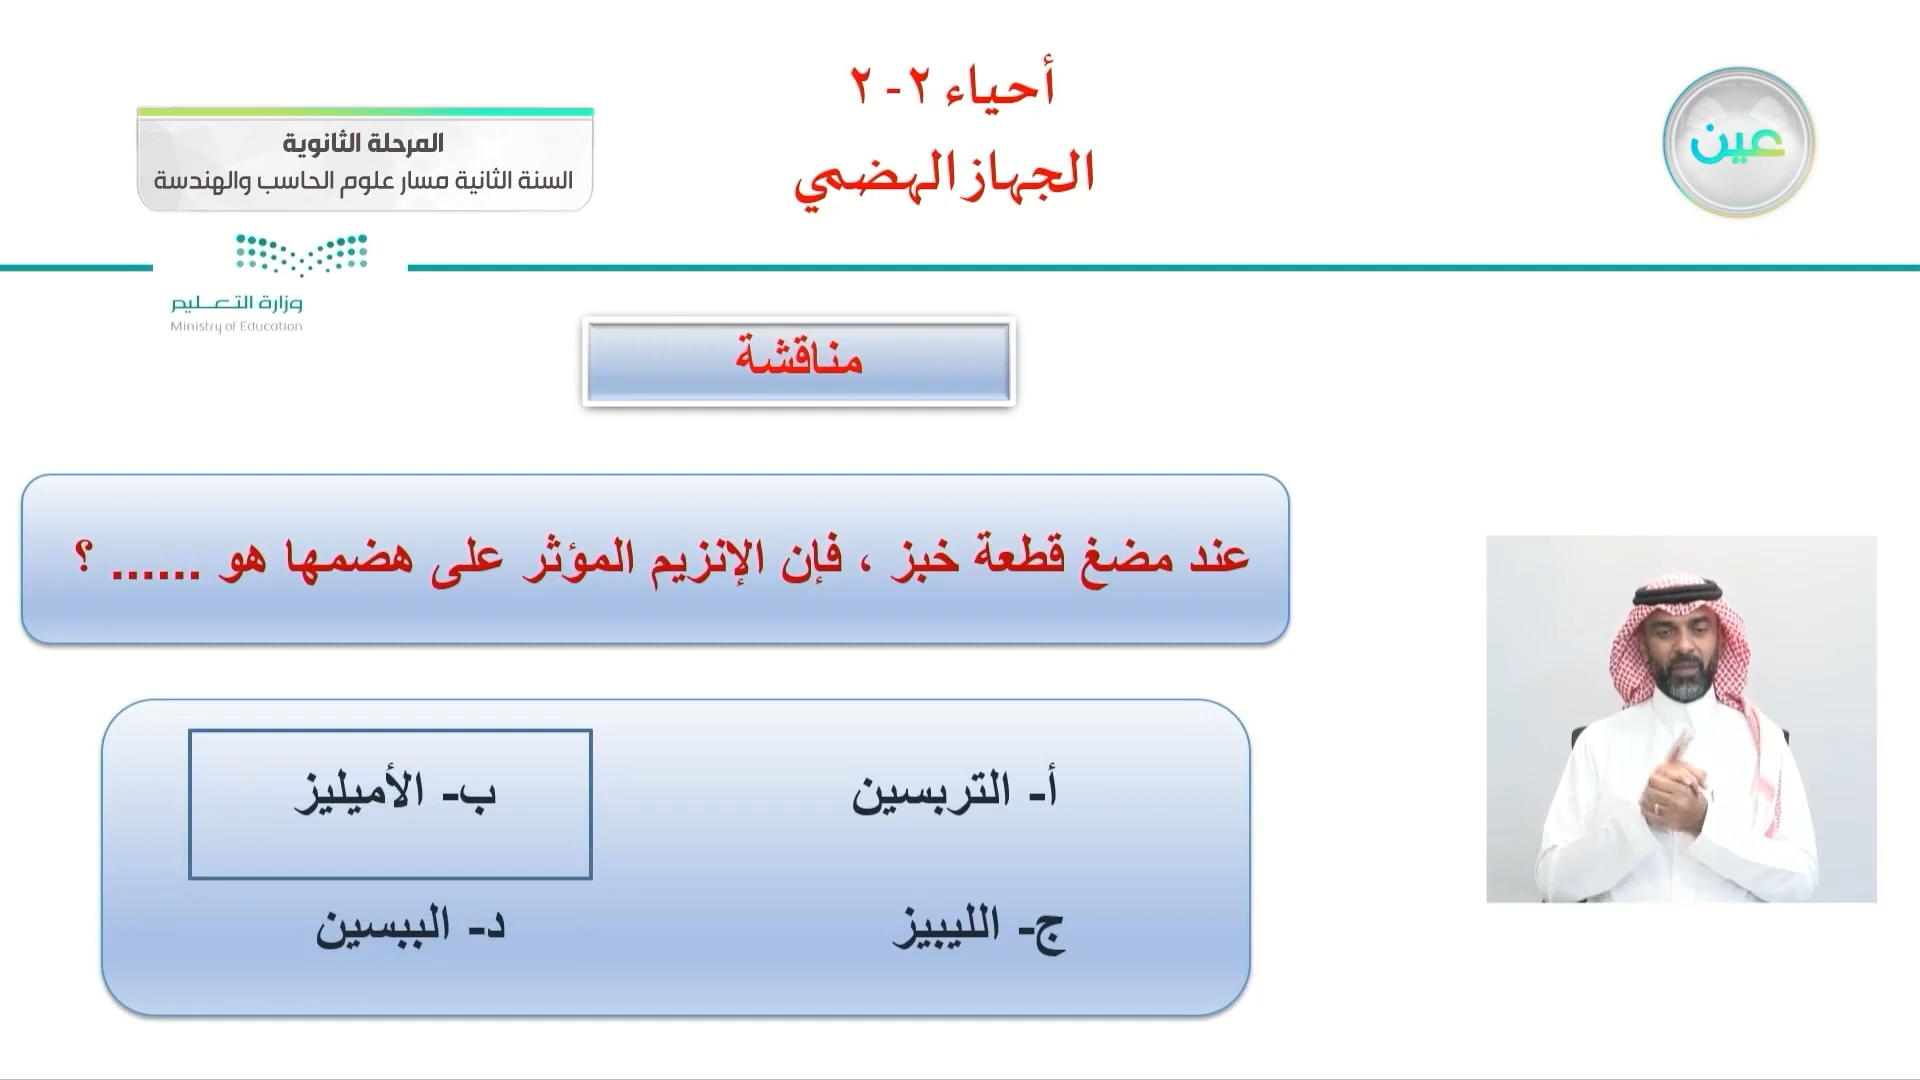 أحياء ٢-٢
الجهاز الهضمي
عين
المرحلة الثانوية
السنة الثانية مسار علوم الحاسب والهندسة
وزارة التعليم
Ministry of Education
مناقشة
عند مضغ قطعة خبز ، فإن الإنزيم المؤثر على هضمها هو ...... ؟
أ- التربسين
ب- الأميليز
ج- الليبيز
د- الببسين